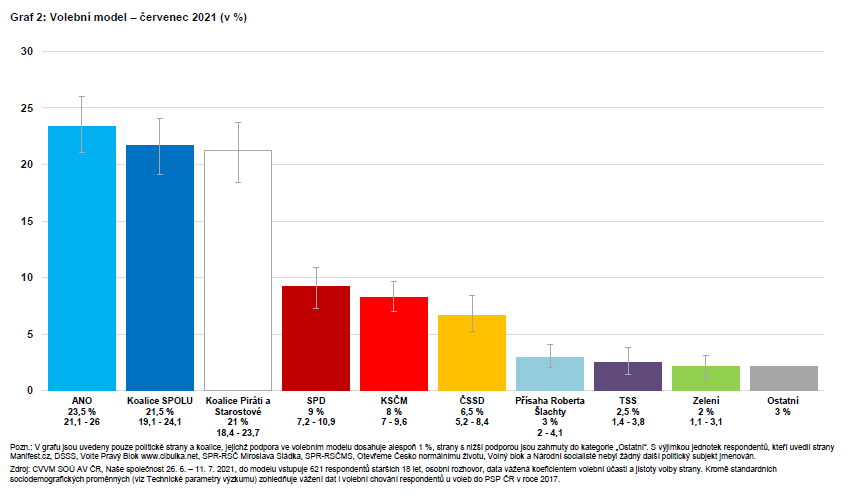 Graf 2: Volební model – červenec 2021 (v %)
30
25
20
15
10
5
0
ANO
23,5 %
21,1 - 26
Koalice SPOLU
21,5 %
19,1 - 24,1
Koalice Piráti a
Starostové
21 %
18,4 - 23,7
SPD
9 %
7,2 - 10,9
KSČM
8 %
7 - 9,6
ČSSD
6,5 %
5,2 - 8,4
Přísaha Roberta
Šlachty
3 %
2 - 4,1
TSS
2,5 %
1,4 - 3,8
Zelení
2 %
1,1 - 3,1
Ostatní
3 %
Pozn.: V grafu jsou uvedeny pouze politické strany a koalice, jejichž podpora ve volebním modelu dosahuje alespoň 1 %, strany s nižší podporou jsou zahrnuty do kategorie „Ostatní“. S výjimkou jednotek respondentů, kteří uvedli strany
Manifest.cz, DSSS, Volte Pravý Blok www.cibulka.net, SPR-RSČ Miroslava Sládka, SPR-RSČMS, Otevřeme Česko normálnímu životu, Volný blok a Národní socialisté nebyl žádný další politický subjekt jmenován.
Zdroj: CVVM SOÚ AV ČR, Naše společnost 26. 6. – 11. 7. 2021, do modelu vstupuje 621 respondentů starších 18 let, osobní rozhovor, data vážená koeficientem volební účasti a jistoty volby strany. Kromě standardních
sociodemografických proměnných (viz Technické parametry výzkumu) zohledňuje vážení dat i volební chování respondentů u voleb do PSP ČR v roce 2017.